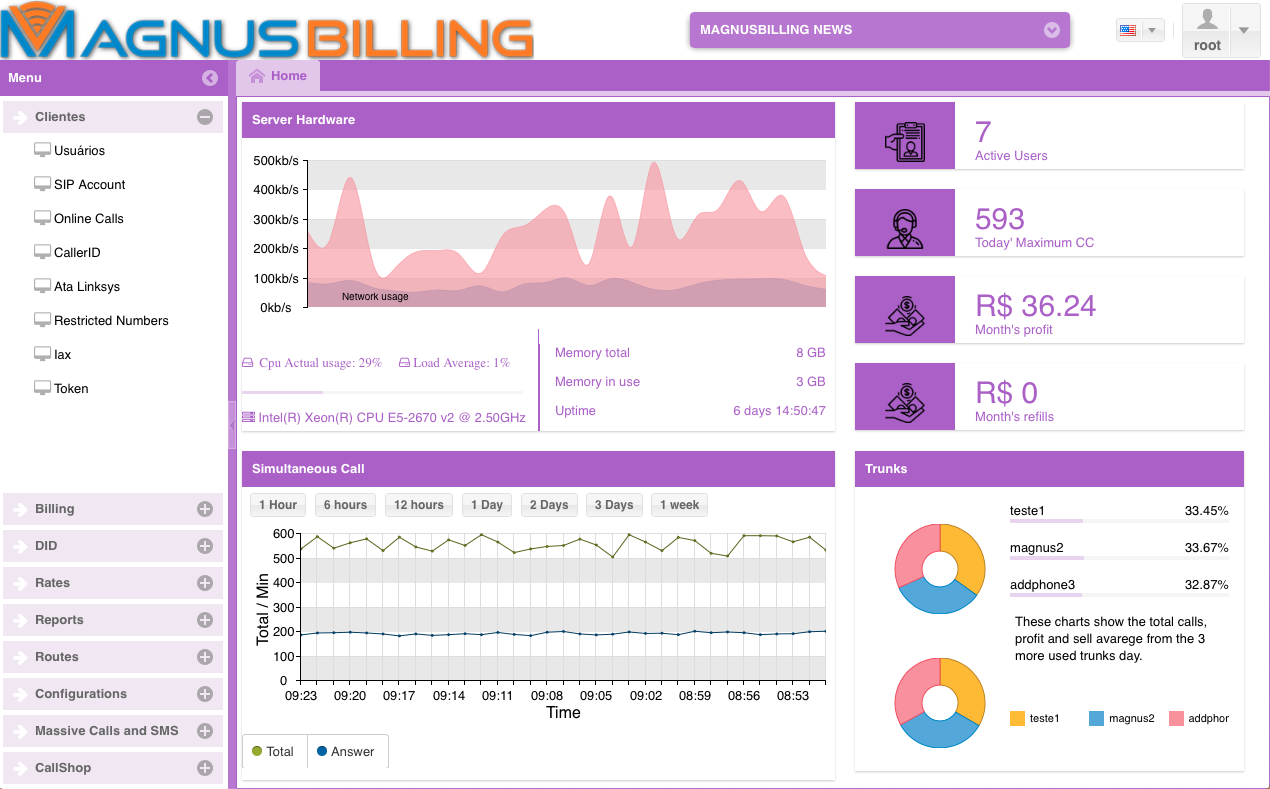 MAGNUSBILLING
MAGNUSBILLING NEWS
root
Menu
Home
Clientes
Usuários
SIP Account
Online Calls
CallerID
Ata Linksys
Restricted Numbers
Iax
Token
Billing
DID
Rates
Reports
Routes
Configurations
Massive Calls and SMS
CallShop
Server Hardware
500kb/s
400kb/s
300kb/s
200kb/s
100kb/s
0kb/s
Network usage
Cpu Actual usage: 29% Load Average: 1%
Intel(R) Xeon(R) CPU E5-2670 v2 @ 2.50GHz
Memory total 8 GB
Memory in use 3 GB
Uptime 6 days 14:50:47
7
Active Users
593
Today' Maximum CC
R$ 36.24
Month's profit
R$ 0
Month's refills
Simultaneous Call
1 Hour 6 hours 12 hours 1 Day 2 Days 3 Days 1 week
600
500
400
300
200
100
0
Total / Min
09:23 09:20 09:17 09:14 09:11 09:08 09:05 09:02 08:59 08:56 08:53
Time
Total Answer
Trunks
teste1 33.45%
magnus2 33.67%
addphone3 32.87%
These charts show the total calls,
profit and sell avarege from the 3
more used trunks day.
teste1 magnus2 addphor